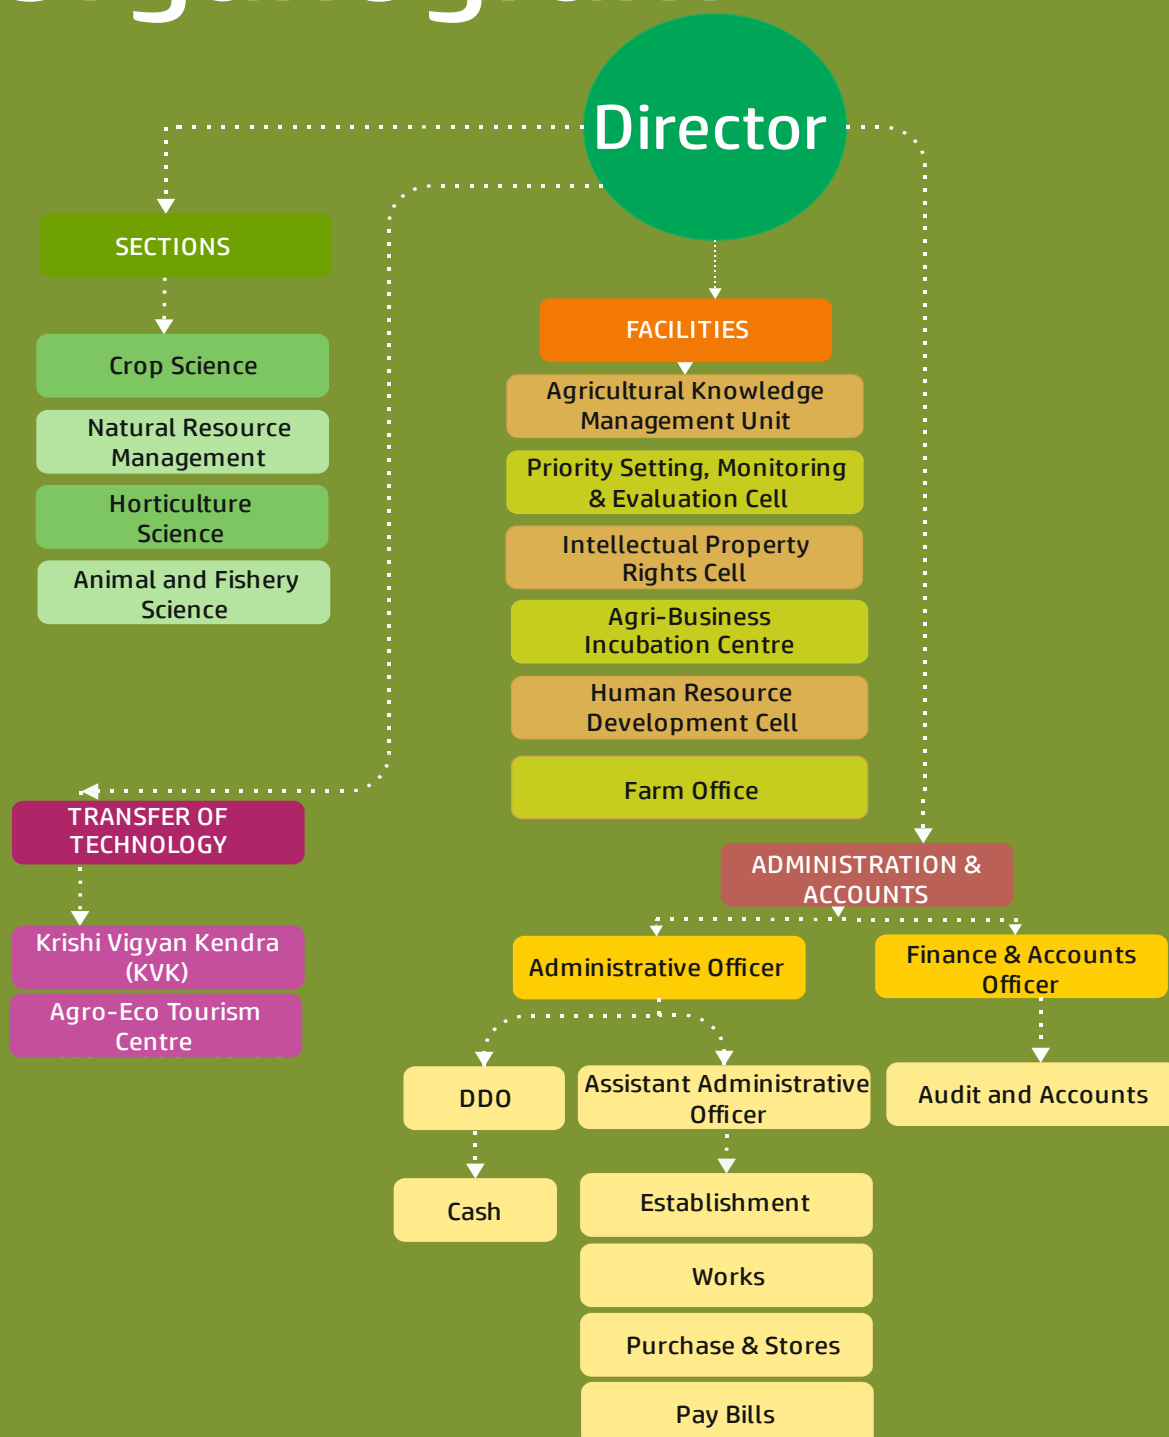 Director
SECTIONS
Crop Science
Natural Resource
Management
Horticulture
Science
Animal and Fishery
Science
FACILITIES
Agricultural Knowledge
Management Unit
Priority Setting, Monitoring
& Evaluation Cell
Intellectual Property
Rights Cell
Agri-Business
Incubation Centre
Human Resource
Development Cell
Farm Office
TRANSFER OF
TECHNOLOGY
Krishi Vigyan Kendra
(KVK)
Agro-Eco Tourism
Centre
ADMINISTRATION &
ACCOUNTS
Administrative Officer
Finance & Accounts
Officer
DDO
Assistant Administrative
Officer
Audit and Accounts
Cash
Establishment
Works
Purchase & Stores
Pay Bills